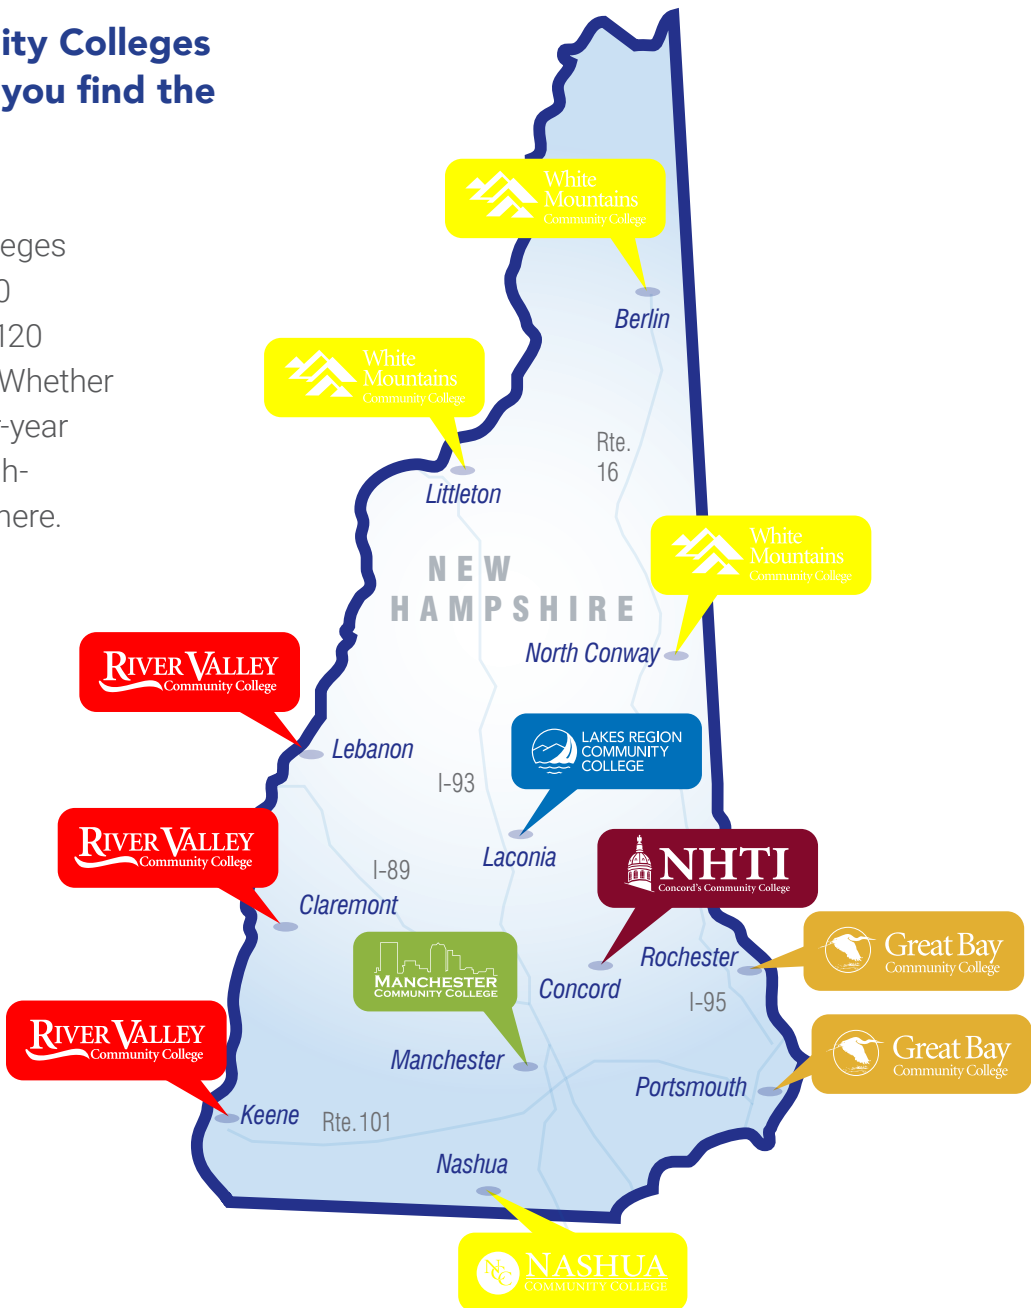 ity Colleges
you find the
leges
0
120
Whether
-year
h-
here.
White
Mountains
Community College
Berlin
White
Mountains
Community College
Littleton
Rte.
16
White
Mountains
Community College
NEW
HAMPSHIRE
North Conway
RIVER VALLEY
Community College
Lebanon
LAKES REGION
COMMUNITY
COLLEGE
I-93
Laconia
RIVER VALLEY
Community College
NHTI
Concord's Community College
I-89
Claremont
MANCHESTER
COMMUNITY COLLEGE
Concord
Rochester
Great Bay
Community College
I-95
RIVER VALLEY
Community College
Manchester
Great Bay
Community College
Portsmouth
Keene
Rte.101
Nashua
NCC
NASHUA
COMMUNITY COLLEGE